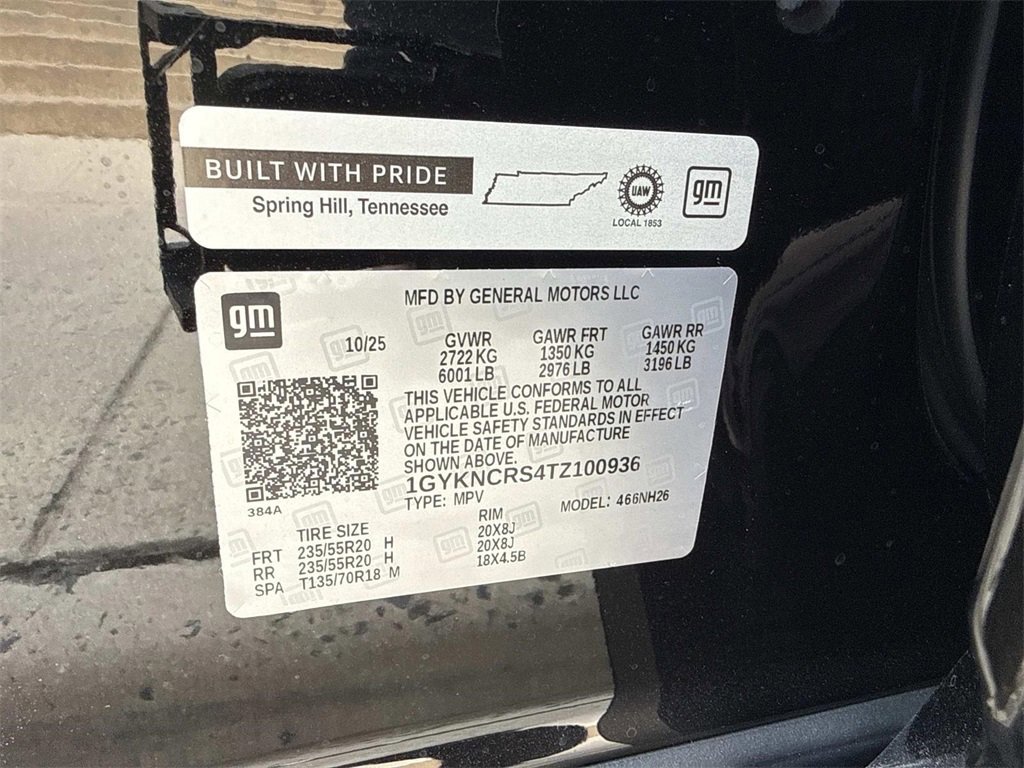 BUILT WITH PRIDE
Spring Hill, Tennessee
UAW
LOCAL 1853
gm
gm
MFD BY GENERAL MOTORS LLC
10/25
GVWR GAWR FRT GAWR RR
2722 KG 1350 KG 1450 KG
6001 LB 2976 LB 3196 LB
THIS VEHICLE CONFORMS TO ALL
APPLICABLE U.S. FEDERAL MOTOR
VEHICLE SAFETY STANDARDS IN EFFECT
ON THE DATE OF MANUFACTURE
SHOWN ABOVE.
1GYKNCRS4TZ100936
TYPE: MPV MODEL: 466NH26
384A
TIRE SIZE RIM
FRT 235/55R20 H 20X8J
RR 235/55R20 H 20X8J
SPA T135/70R18 M 18X4.5B